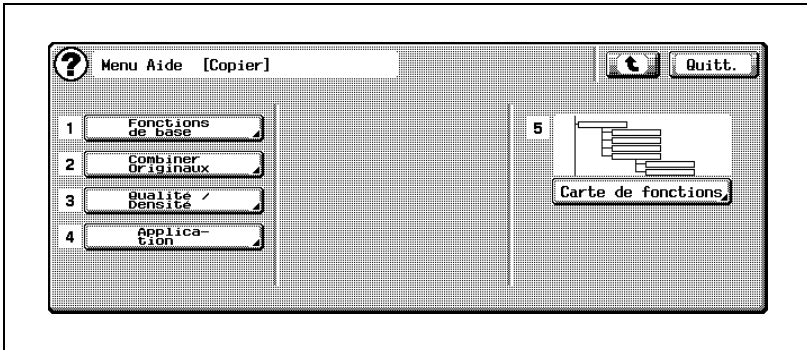 ? Menu Aide [Copier]
Quitt.
1 Fonctions
de base
2 Combiner
Originaux
3 Qualité /
Densité
4 Applica-
tion
5
Carte de fonctions